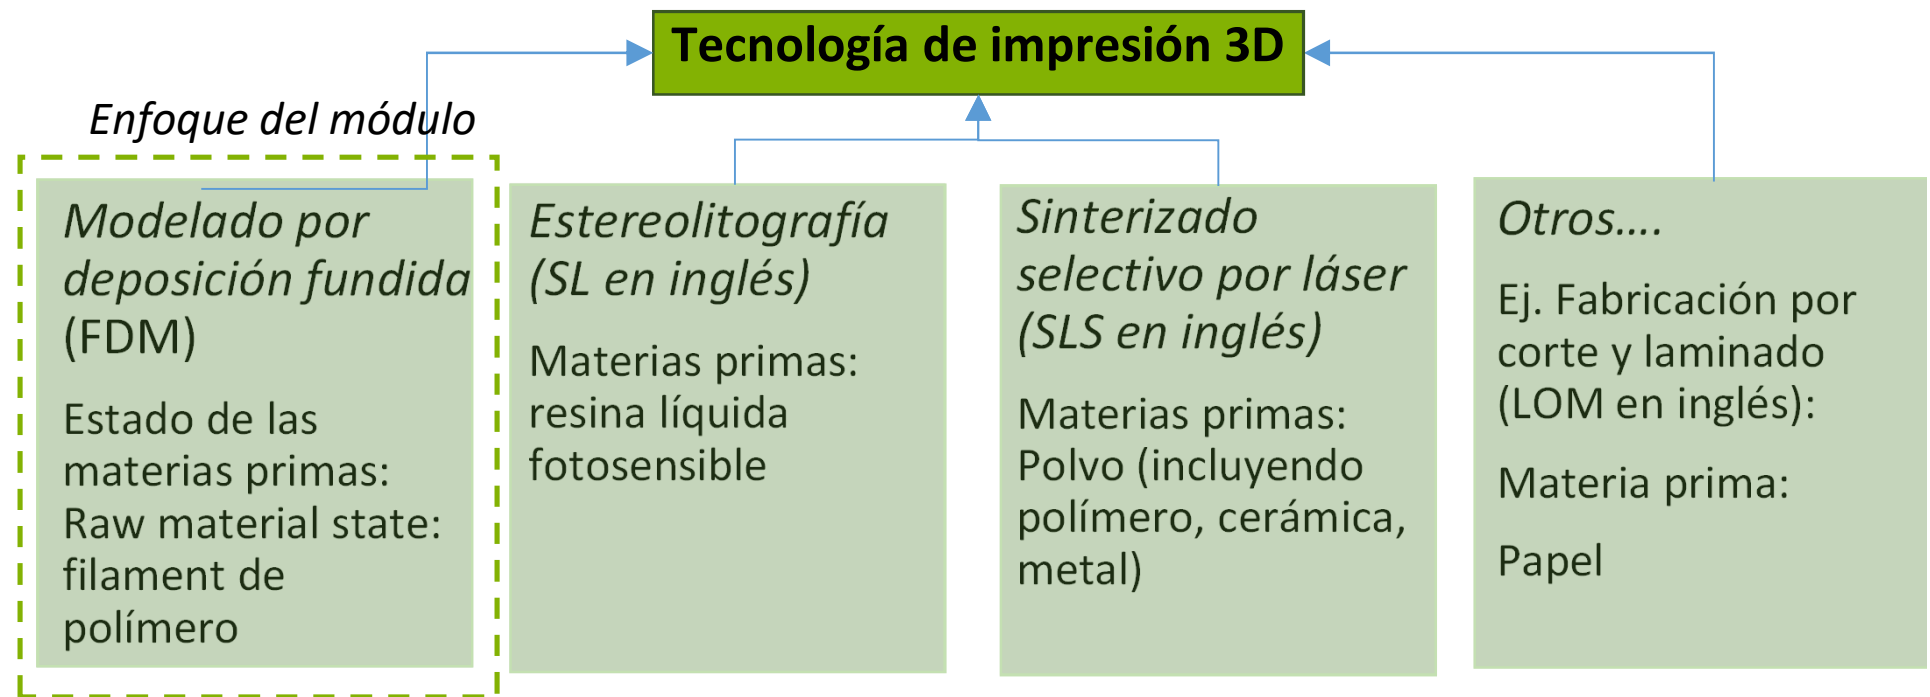 Tecnología de impresión 3D
Enfoque del módulo
Modelado por
deposición fundida
(FDM)
Estado de las
materias primas:
Raw material state:
filament de
polímero
Estereolitografía
(SL en inglés)
Materias primas:
resina líquida
fotosensible
Sinterizado
selectivo por láser
(SLS en inglés)
Materias primas:
Polvo (incluyendo
polímero, cerámica,
metal)
Otros....
Ej. Fabricación por
corte y laminado
(LOM en inglés):
Materia prima:
Papel